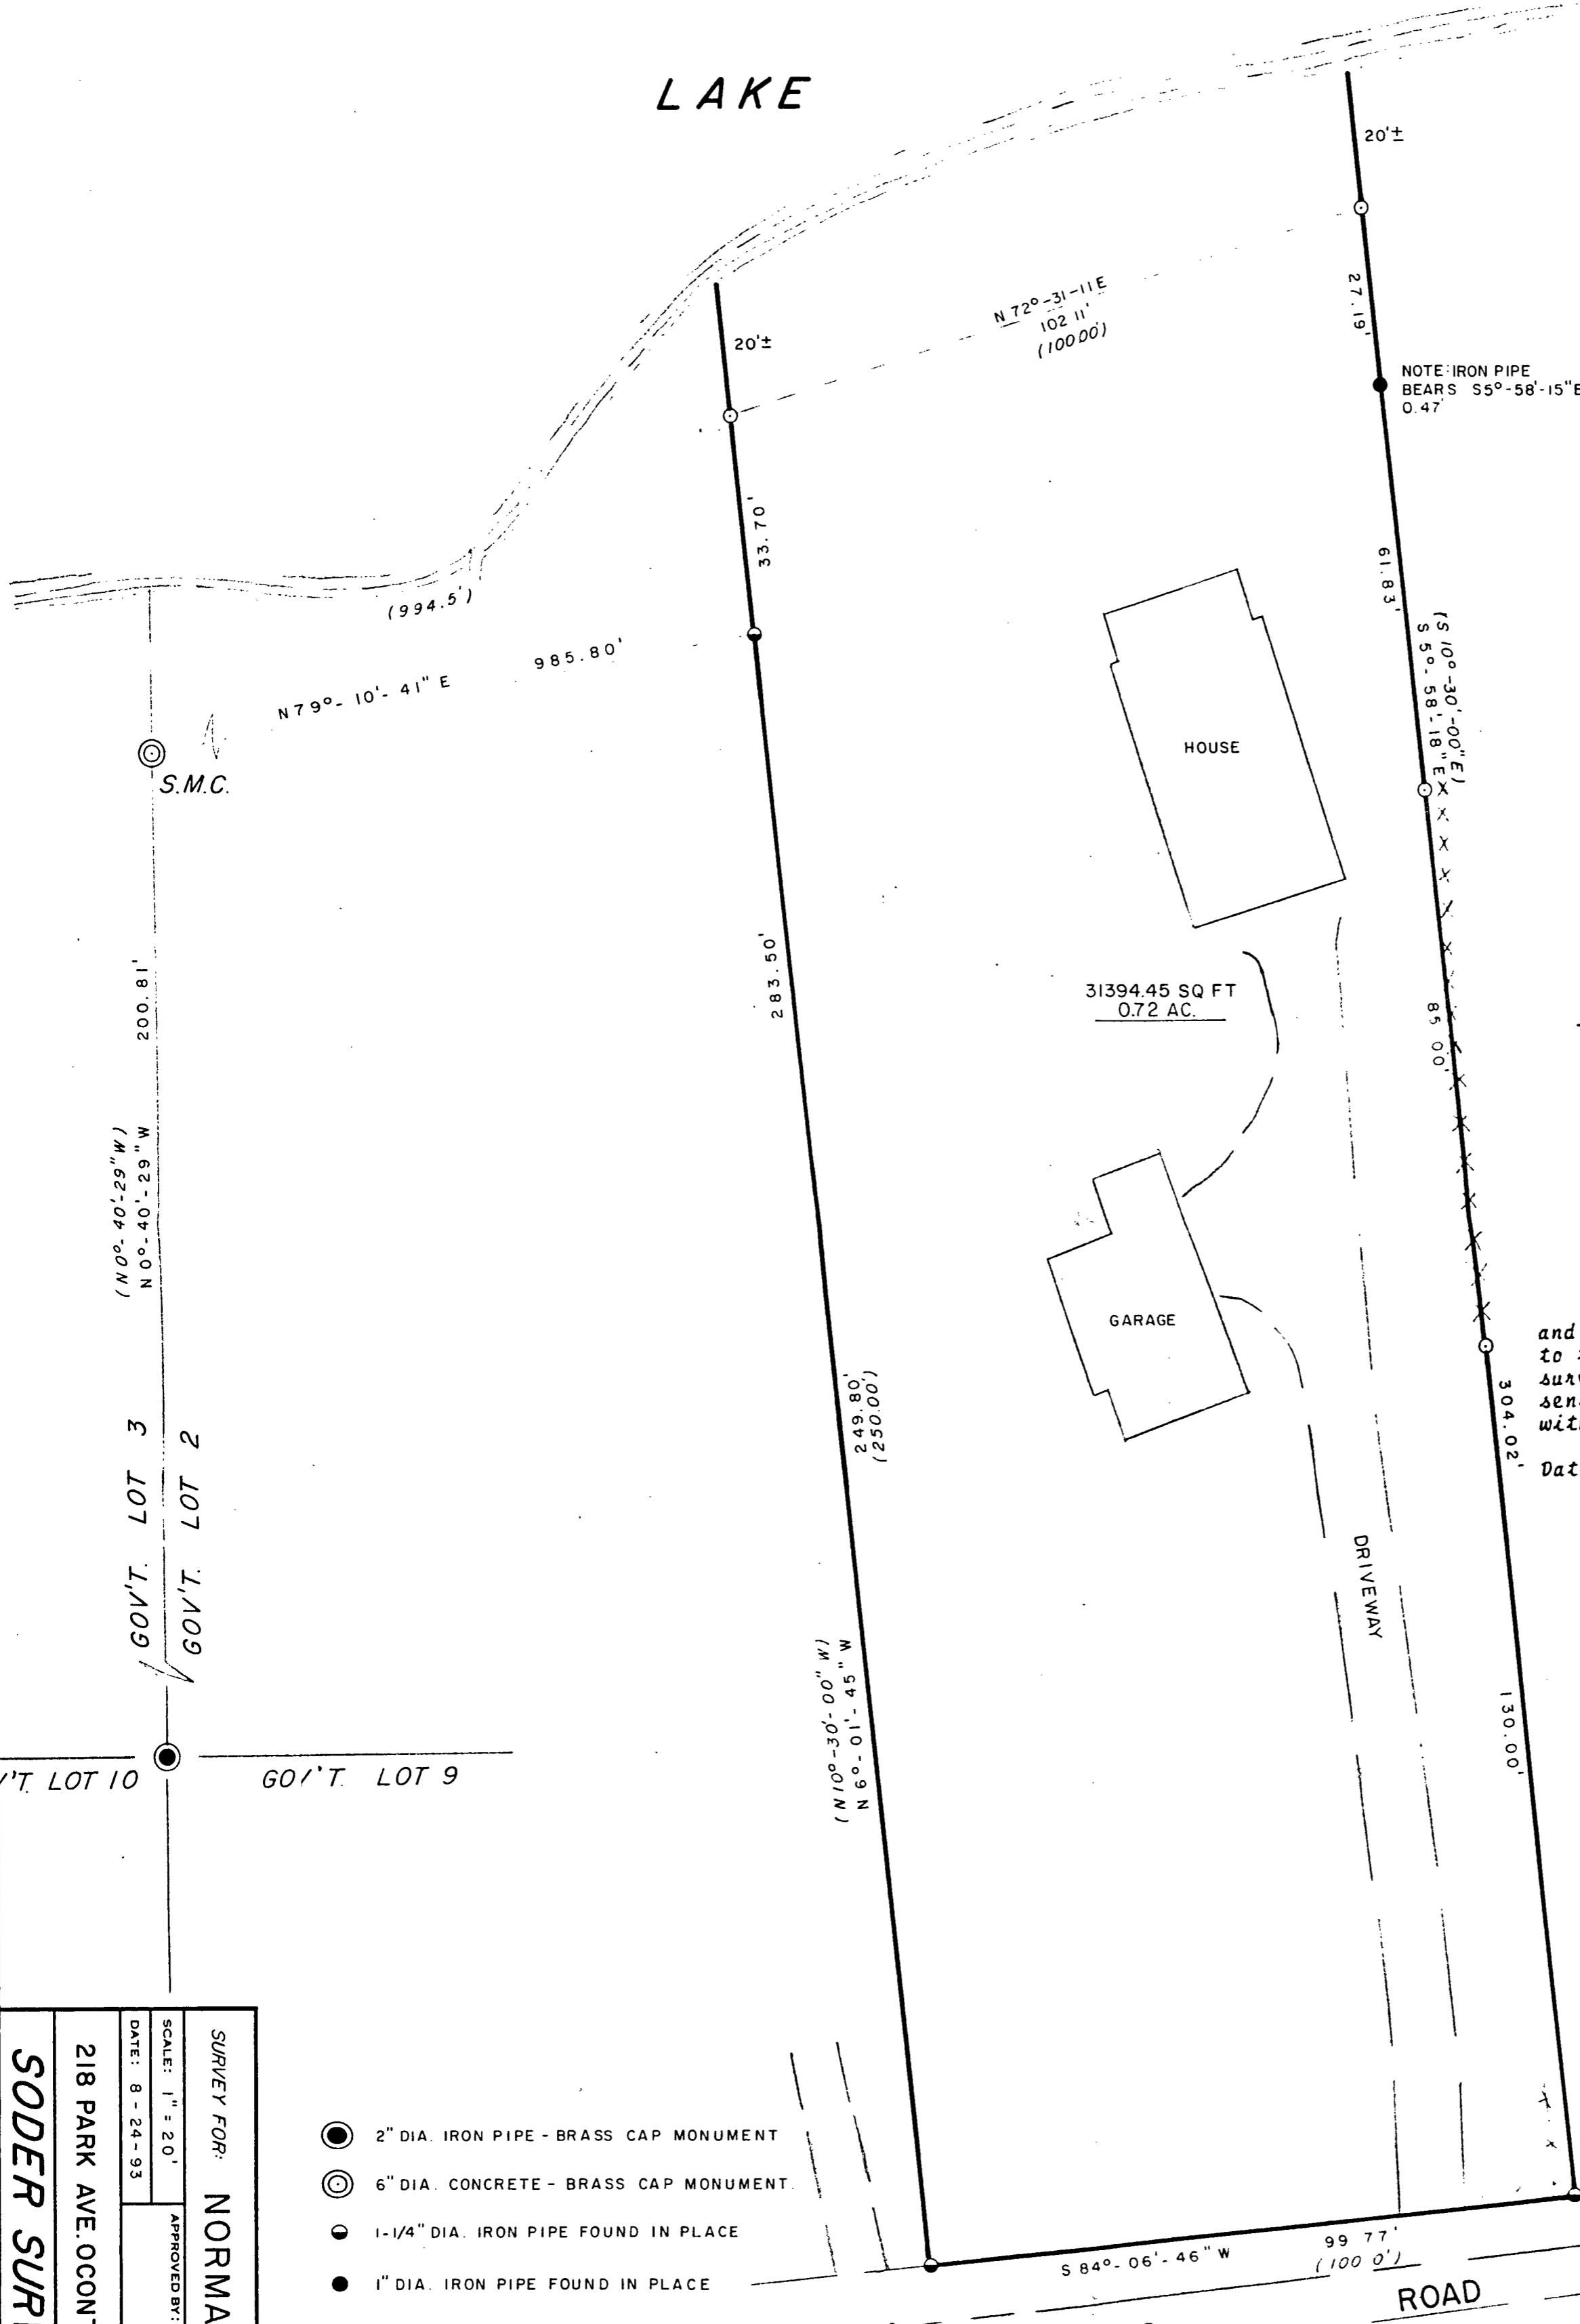 LAKE
20'±
27.19'
N 72°-31-11 E
102 11'
(100.00)
20'±
NOTE: IRON PIPE
BEARS S5°-58'-15"E
0.47'
33.70'
61.83'
(994.5')
985.80'
N79°-10'-41" E
(S 10°-30'-00"E)
S 5°-58'-18"E
S.M.C.
HOUSE
283.50'
200.81'
31394.45 SQ FT
0.72 AC.
85 00'
(N 0°-40'-29"W)
N 0°-40'-29"W
GARAGE
and
to
sen
wit
Dat
304.02'
249.80'
(250.00')
GOV'T. LOT 3
GOV'T. LOT 2
DRIVEWAY
(N 10°-30'-00" W)
N 6°-01'-45" W
130.00'
'T. LOT 10
GO/'T. LOT 9
SURVEY FOR: NORMA
SCALE: 1" = 20'
APPROVED BY:
DATE: 8-24-93
218 PARK AVE. OCONT
SODER SUR
2" DIA. IRON PIPE - BRASS CAP MONUMENT
6" DIA. CONCRETE - BRASS CAP MONUMENT.
1-1/4" DIA. IRON PIPE FOUND IN PLACE
1" DIA. IRON PIPE FOUND IN PLACE
S 84°-06'-46" W
99 77'
(100 0')
ROAD